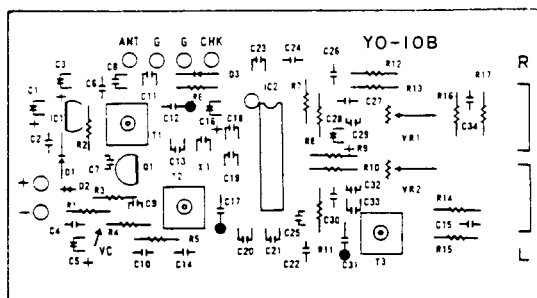 ANT G G CHK
YO-10B
C23
C24
C26
C3
C8
C6
C11
D3
RE
IC2
R12
R13
R
R17
R16
C1
IC1
C12
C16
R7
C27
C28
C34
C2
R2
T1
C18
C29
VR1
C13
X1
R8
R9
D1
C7
Q1
C19
R10
D2
T2
C32
VR2
R3
C33
R1
C9
C17
C30
R14
C4
R4
C25
C15
C5
VC
R5
C20
C21
R11
R15
C10
C14
C22
C31
T3
L